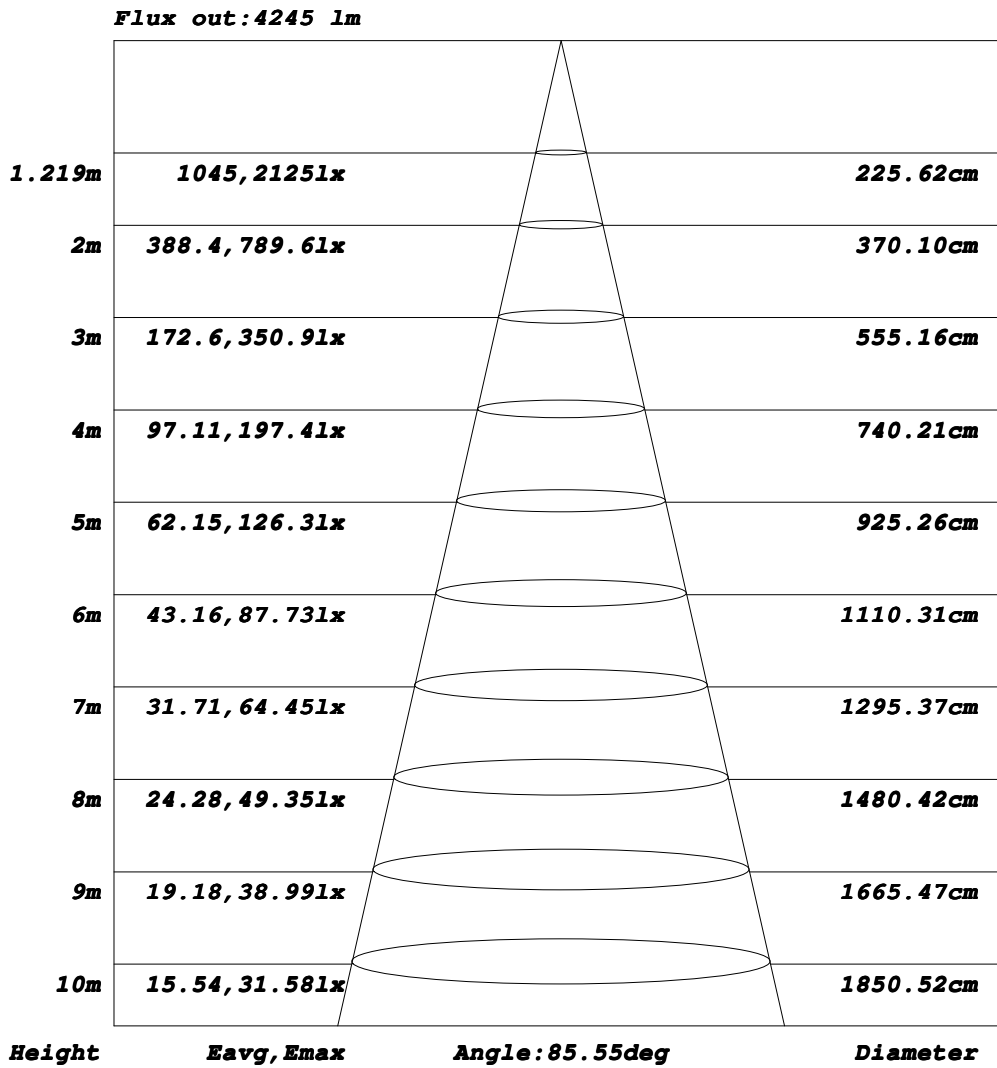 Flux out:4245 lm
1.219m 1045,2125lx 225.62cm
2m 388.4,789.6lx 370.10cm
3m 172.6,350.9lx 555.16cm
4m 97.11,197.4lx 740.21cm
5m 62.15,126.3lx 925.26cm
6m 43.16,87.73lx 1110.31cm
7m 31.71,64.45lx 1295.37cm
8m 24.28,49.35lx 1480.42cm
9m 19.18,38.99lx 1665.47cm
10m 15.54,31.58lx 1850.52cm
Height Eavg,Emax Angle:85.55deg Diameter